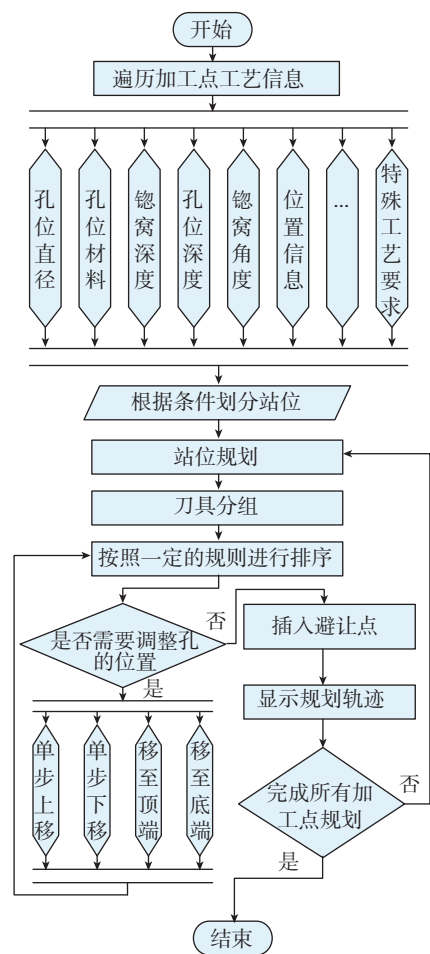 开始
遍历加工点工艺信息
孔位直径
孔位材料
锪窝深度
孔位深度
锪窝角度
位置信息
...
特殊工艺要求
根据条件划分站位
站位规划
刀具分组
按照一定的规则进行排序
是否需要调整孔
的位置
否
是
插入避让点
显示规划轨迹
单步上移
单步下移
移至顶端
移至底端
完成所有加
工点规划
否
是
结束